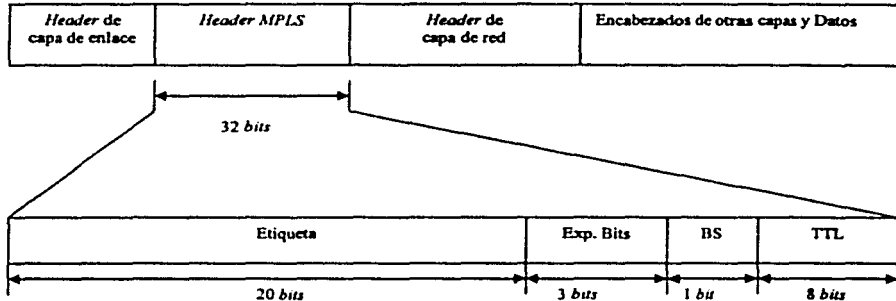 Header de
capa de enlace
Header MPLS
Header de
capa de red
Encabezados de otras capas y Datos
32 bits
Etiqueta
Exp. Bits
BS
TTL
20 bits
3 bits
1 bit
8 bits